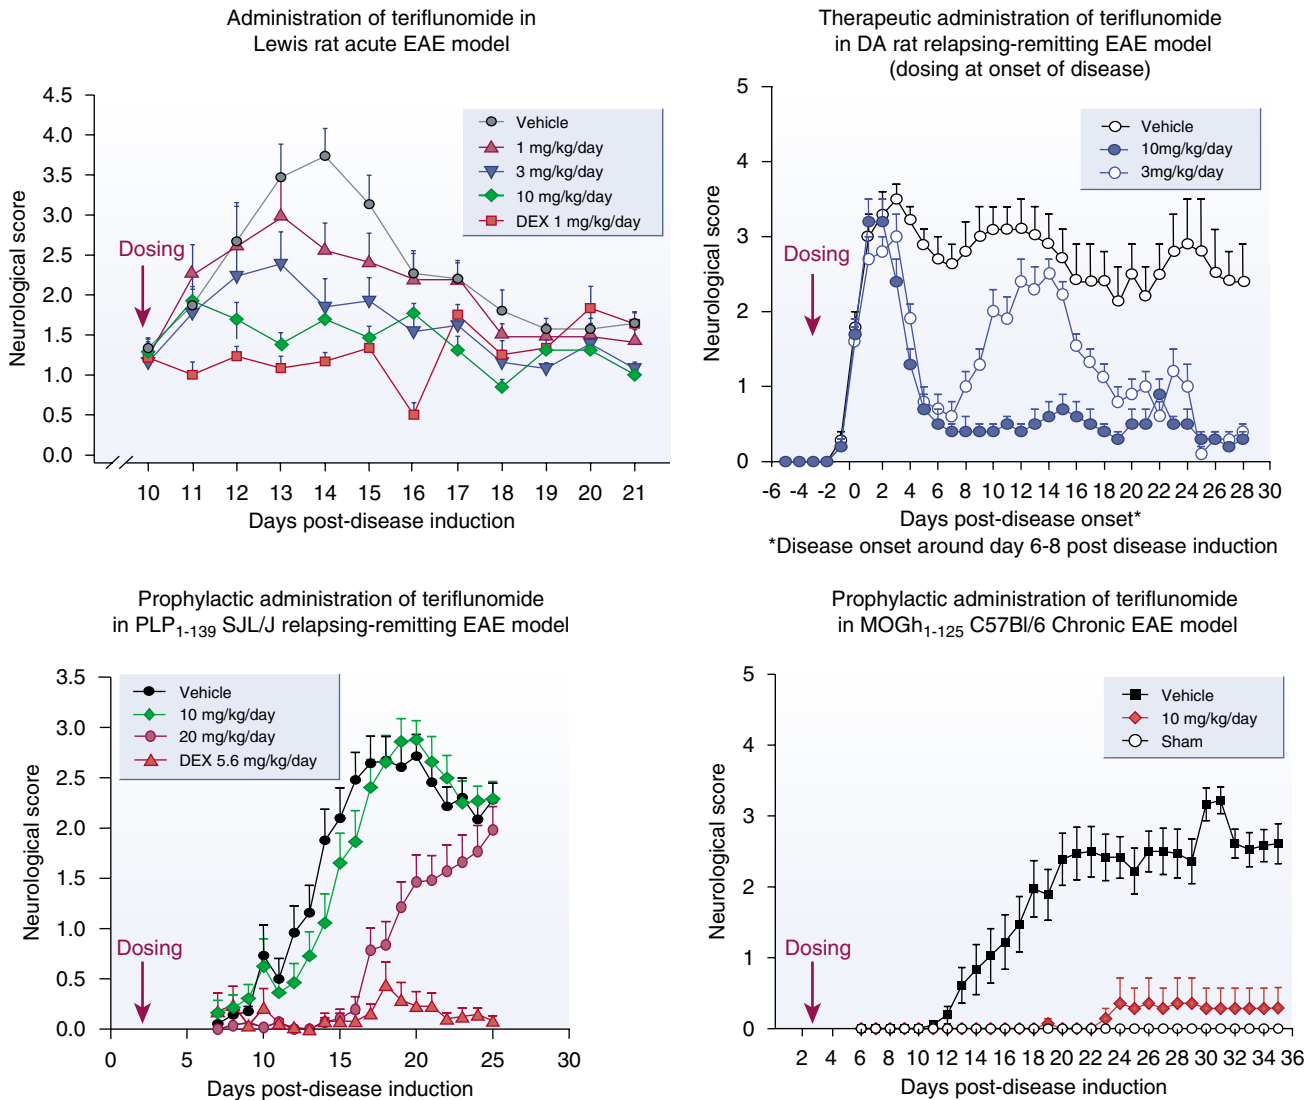 Administration of teriflunomide in
Lewis rat acute EAE model
4.5
4.0
3.5
3.0
2.5
2.0
1.5
1.0
0.5
0.0
Neurological score
Dosing
Vehicle
1 mg/kg/day
3 mg/kg/day
10 mg/kg/day
DEX 1 mg/kg/day
10 11 12 13 14 15 16 17 18 19 20 21
Days post-disease induction
Therapeutic administration of teriflunomide
in DA rat relapsing-remitting EAE model
(dosing at onset of disease)
5
4
3
2
1
0
Neurological score
Dosing
Vehicle
10mg/kg/day
3mg/kg/day
-6 -4 -2 0 2 4 6 8 10 12 14 16 18 20 22 24 26 28 30
Days post-disease onset*
*Disease onset around day 6-8 post disease induction
Prophylactic administration of teriflunomide
in PLP1-139 SJL/J relapsing-remitting EAE model
3.5
3.0
2.5
2.0
1.5
1.0
0.5
0.0
Neurological score
Dosing
Vehicle
10 mg/kg/day
20 mg/kg/day
DEX 5.6 mg/kg/day
0 5 10 15 20 25 30
Days post-disease induction
Prophylactic administration of teriflunomide
in MOGh1-125 C57Bl/6 Chronic EAE model
5
4
3
2
1
0
Neurological score
Dosing
Vehicle
10 mg/kg/day
Sham
2 4 6 8 10 12 14 16 18 20 22 24 26 28 30 32 34 36
Days post-disease induction